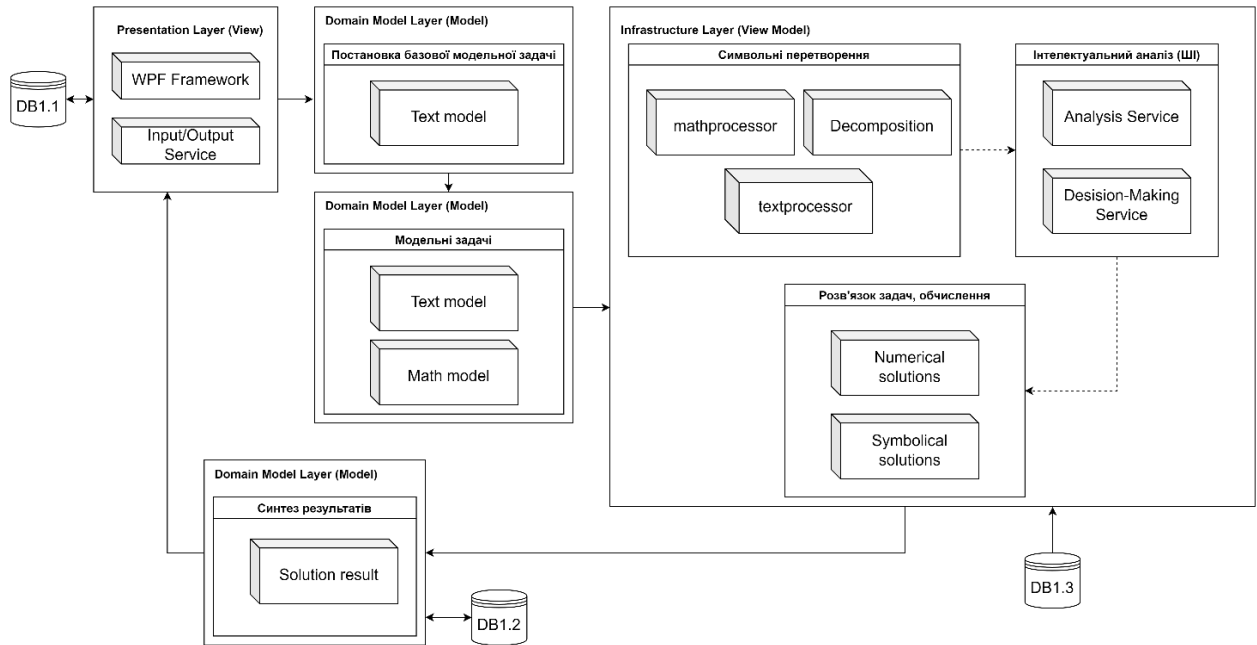 Presentation Layer (View)
WPF Framework
Input/Output
Service
DB1.1
Domain Model Layer (Model)
Постановка базової модельної задачі
Text model
Domain Model Layer (Model)
Модельні задачі
Text model
Math model
Infrastructure Layer (View Model)
Символьні перетворення
mathprocessor
Decomposition
textprocessor
Інтелектуальний аналіз (ШІ)
Analysis Service
Desision-Making
Service
Розв'язок задач, обчислення
Numerical
solutions
Symbolical
solutions
Domain Model Layer (Model)
Синтез результатів
Solution result
DB1.2
DB1.3